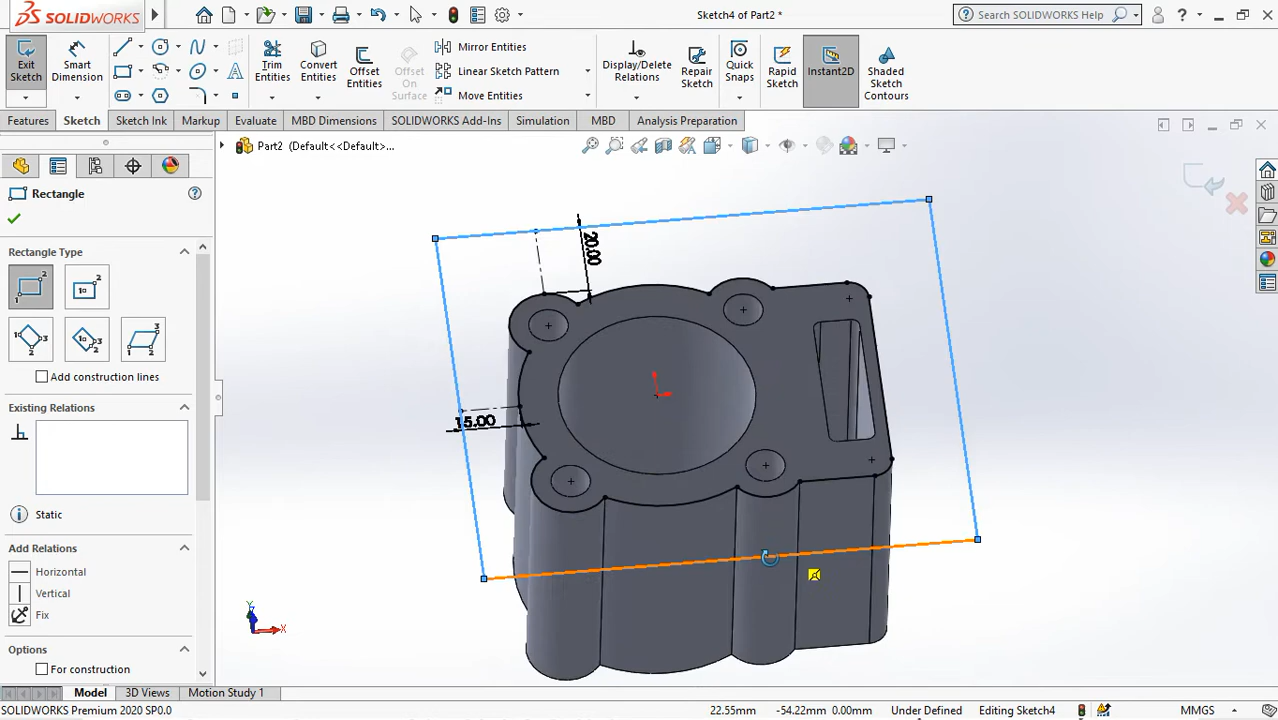 SOLIDWORKS
Sketch4 of Part2 *
Search SOLIDWORKS Help
?
Exit Sketch
Smart Dimension
Trim Entities
Convert Entities
Offset Entities
Offset On Surface
Mirror Entities
Linear Sketch Pattern
Move Entities
Display/Delete Relations
Repair Sketch
Quick Snaps
Rapid Sketch
Instant2D
Shaded Sketch Contours
Features
Sketch
Sketch Ink
Markup
Evaluate
MBD Dimensions
SOLIDWORKS Add-Ins
Simulation
MBD
Analysis Preparation
Part2 (Default<<Default>...
Rectangle
Rectangle Type
Add construction lines
Existing Relations
Static
Add Relations
Horizontal
Vertical
Fix
Options
For construction
20.00
15.00
Y
X
Model
3D Views
Motion Study 1
SOLIDWORKS Premium 2020 SP0.0
22.55mm
-54.22mm 0.00mm
Under Defined
Editing Sketch4
MMGS